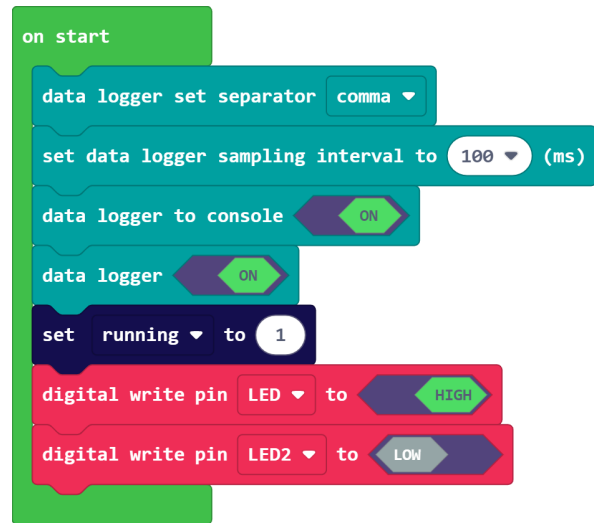 on start
data logger set separator comma
set data logger sampling interval to 100 (ms)
data logger to console ON
data logger ON
set running to 1
digital write pin LED to HIGH
digital write pin LED2 to LOW